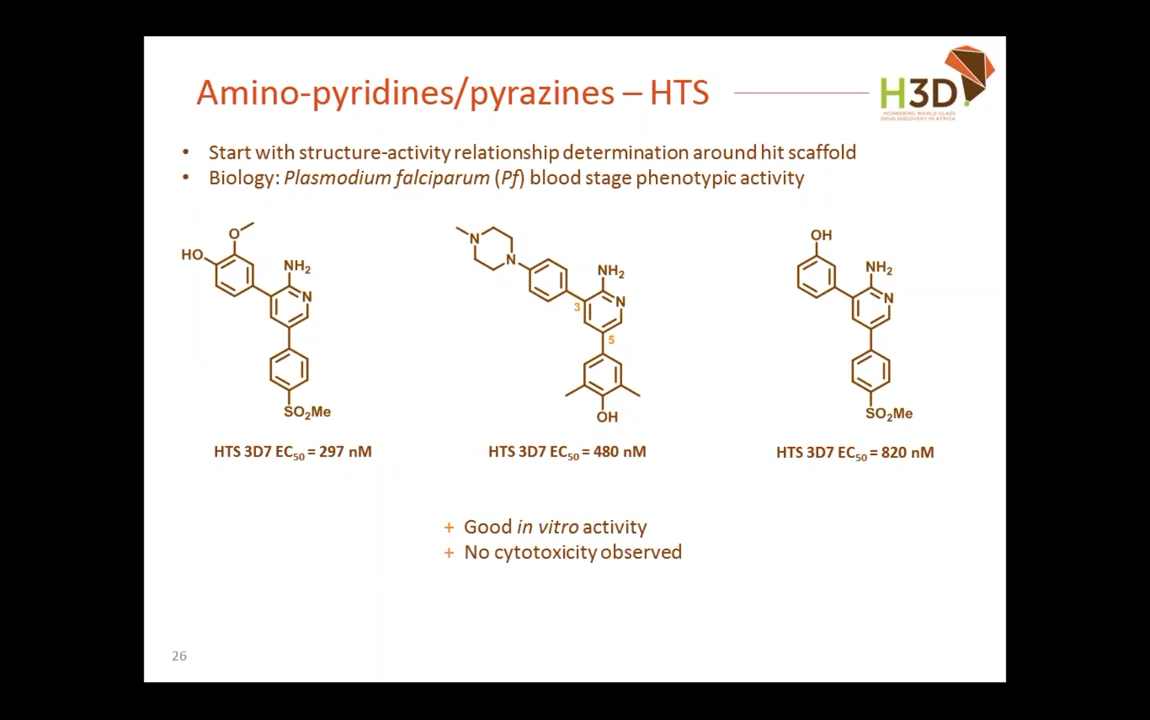 Amino-pyridines/pyrazines – HTS
H3D
PIONEERING WORLD-CLASS
DRUG DISCOVERY IN AFRICA
• Start with structure-activity relationship determination around hit scaffold
• Biology: Plasmodium falciparum (Pf) blood stage phenotypic activity
O
HO
NH2
N
SO2Me
N
N
NH2
N
3
5
OH
OH
NH2
N
SO2Me
HTS 3D7 EC50 = 297 nM
HTS 3D7 EC50 = 480 nM
HTS 3D7 EC50 = 820 nM
+ Good in vitro activity
+ No cytotoxicity observed
26